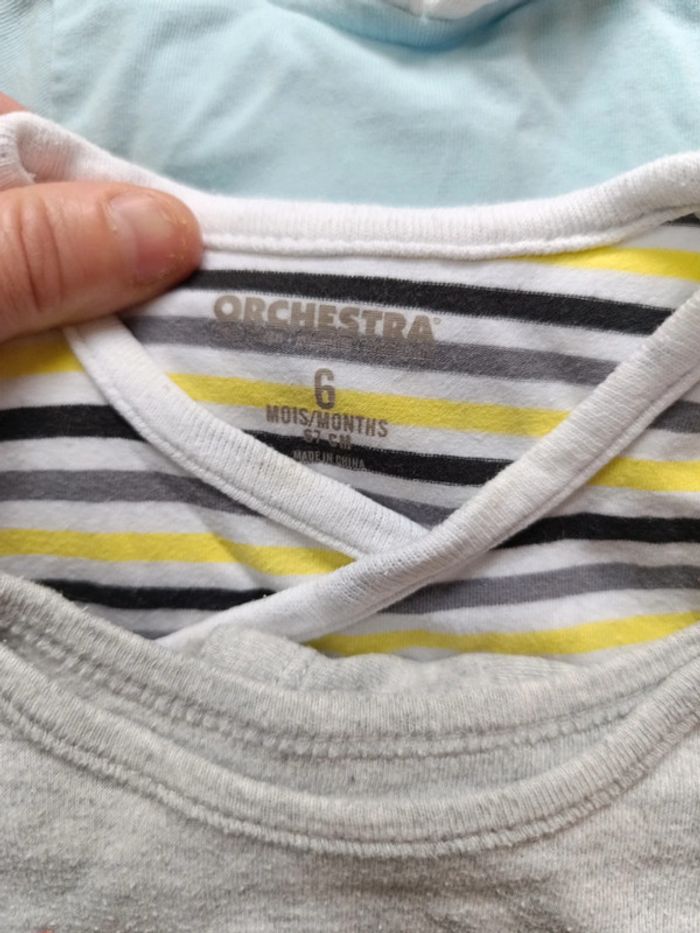 ORCHESTRA
6
MOIS/MONTHS
67 CM
MADE IN CHINA